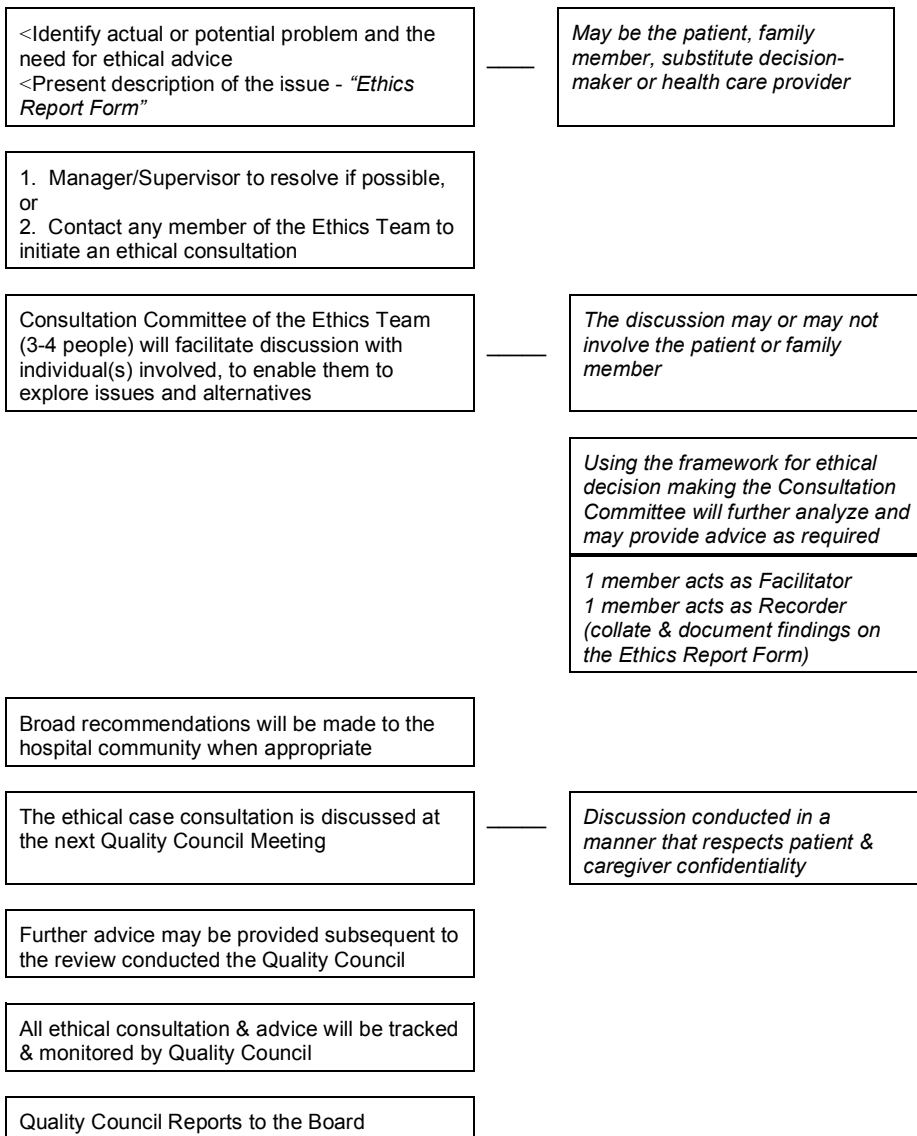 <Identify actual or potential problem and the
need for ethical advice
<Present description of the issue - “Ethics
Report Form”
May be the patient, family
member, substitute decision-
maker or health care provider
1. Manager/Supervisor to resolve if possible,
or
2. Contact any member of the Ethics Team to
initiate an ethical consultation
Consultation Committee of the Ethics Team
(3-4 people) will facilitate discussion with
individual(s) involved, to enable them to
explore issues and alternatives
The discussion may or may not
involve the patient or family
member
Using the framework for ethical
decision making the Consultation
Committee will further analyze and
may provide advice as required
1 member acts as Facilitator
1 member acts as Recorder
(collate & document findings on
the Ethics Report Form)
Broad recommendations will be made to the
hospital community when appropriate
The ethical case consultation is discussed at
the next Quality Council Meeting
Discussion conducted in a
manner that respects patient &
caregiver confidentiality
Further advice may be provided subsequent to
the review conducted the Quality Council
All ethical consultation & advice will be tracked
& monitored by Quality Council
Quality Council Reports to the Board